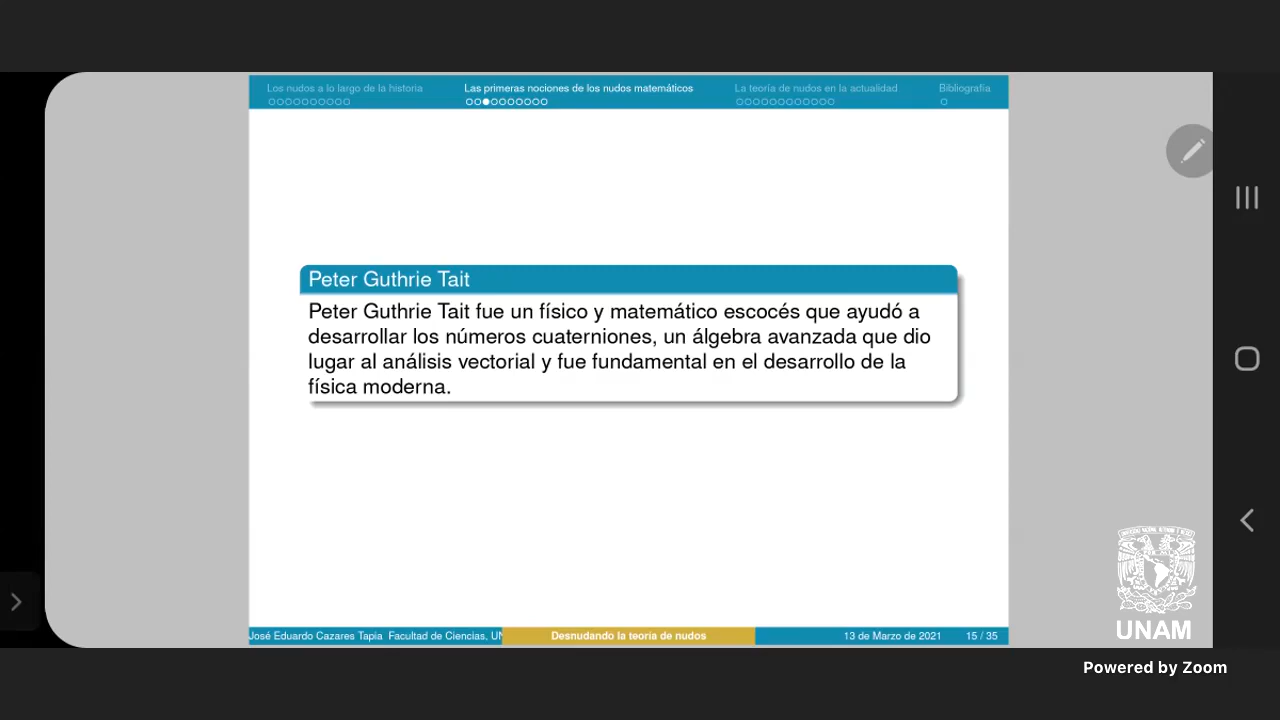 Los nudos a lo largo de la historia
Las primeras nociones de los nudos matemáticos
La teoría de nudos en la actualidad
Bibliografía
Peter Guthrie Tait
Peter Guthrie Tait fue un físico y matemático escocés que ayudó a
desarrollar los números cuaterniones, un álgebra avanzada que dio
lugar al análisis vectorial y fue fundamental en el desarrollo de la
física moderna.
José Eduardo Cazares Tapia Facultad de Ciencias, UN
Desnudando la teoría de nudos
13 de Marzo de 2021
15 / 35
UNAM
Powered by Zoom